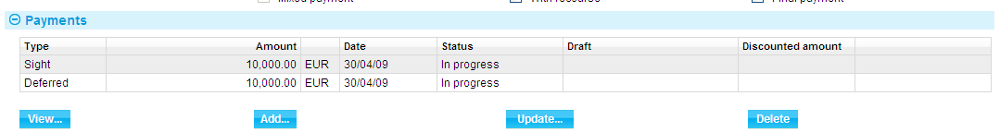 Mixed payment With recourse Final payment
Payments
Type Amount Date Status Draft Discounted amount
Sight 10,000.00 EUR 30/04/09 In progress
Deferred 10,000.00 EUR 30/04/09 In progress
View... Add... Update... Delete